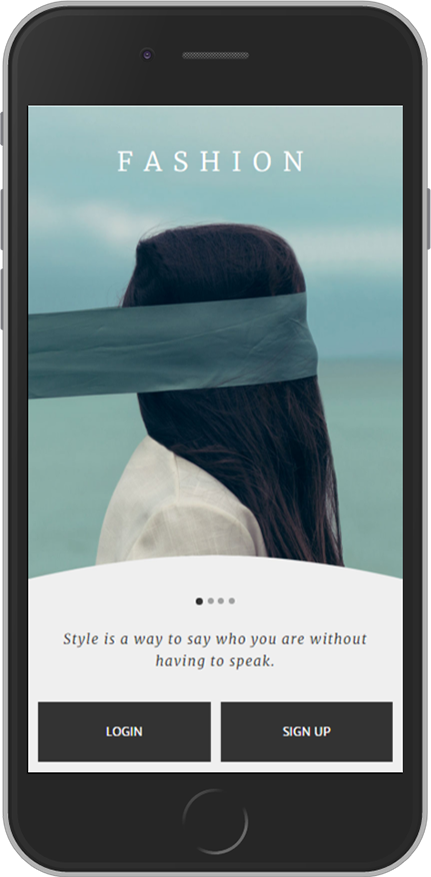 FASHION
Style is a way to say who you are without
having to speak.
LOGIN
SIGN UP